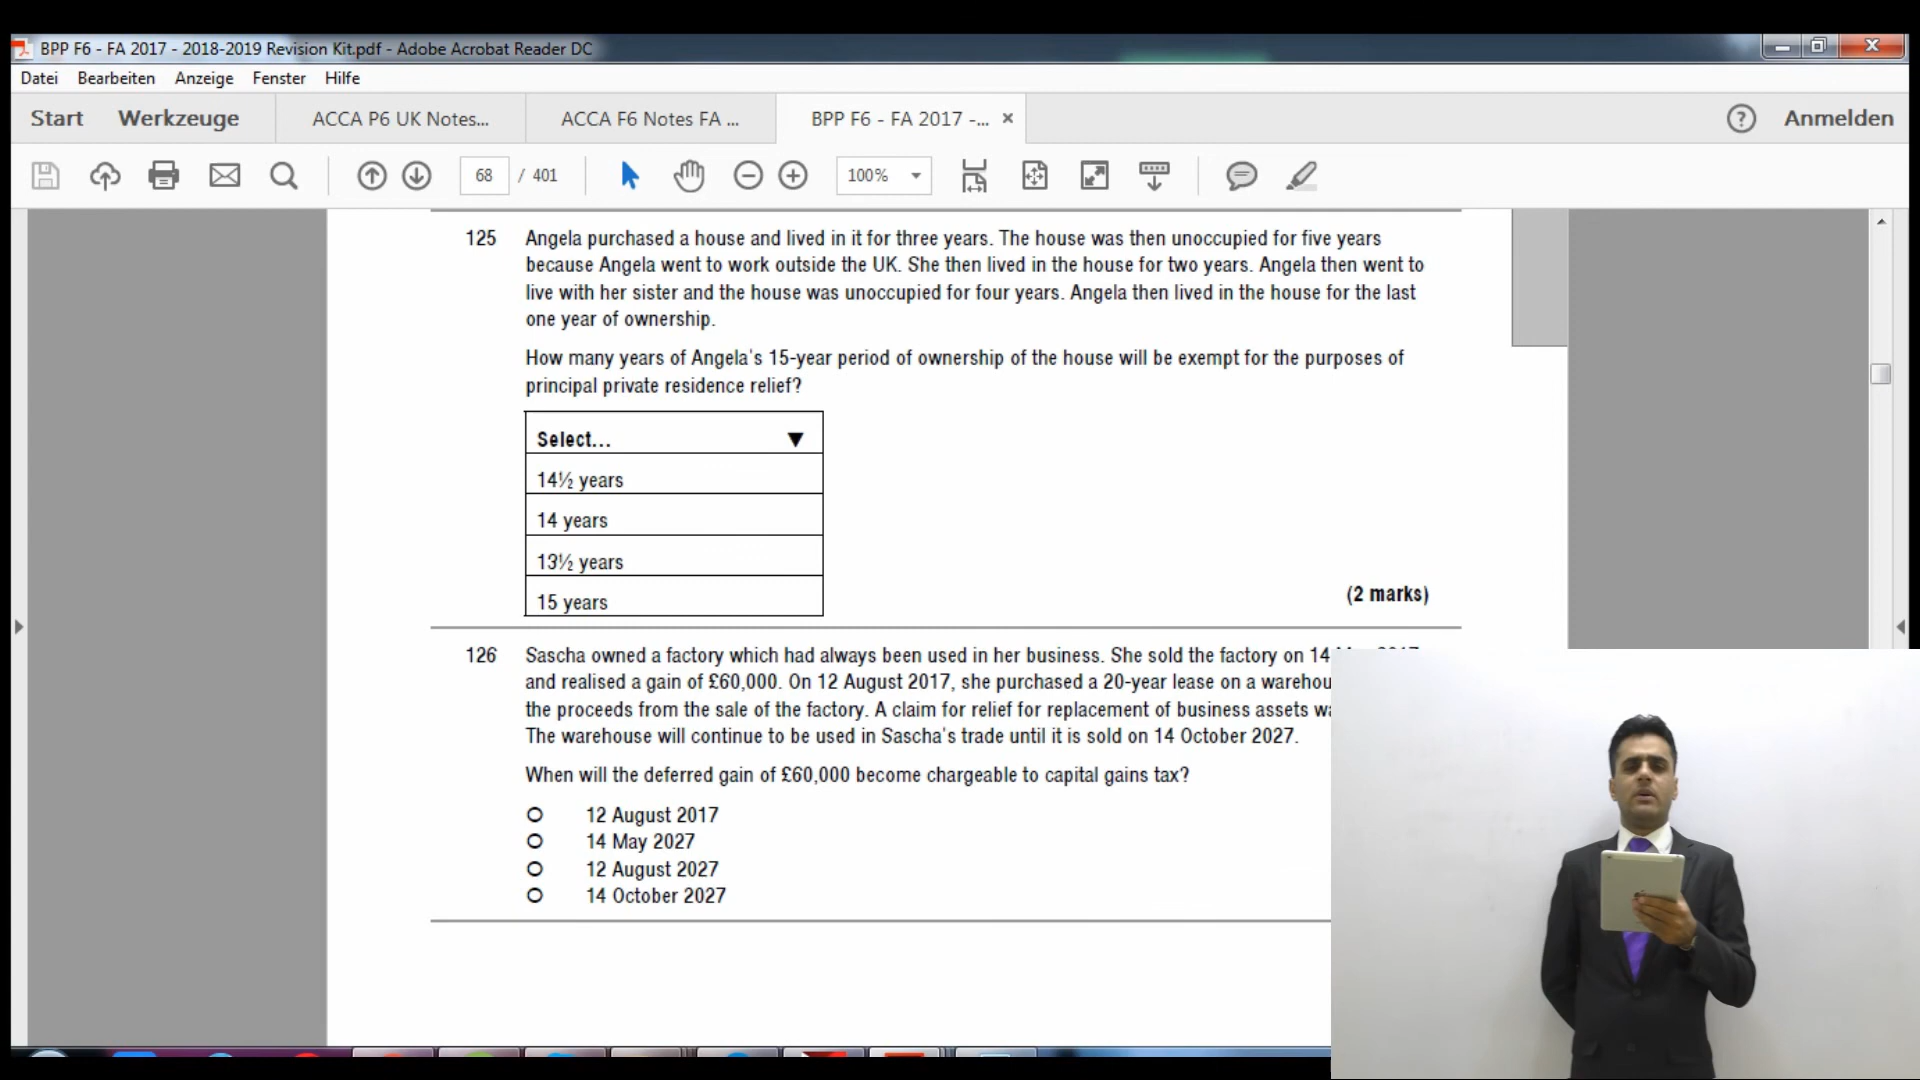 BPP F6 - FA 2017 - 2018-2019 Revision Kit.pdf - Adobe Acrobat Reader DC
Datei Bearbeiten Anzeige Fenster Hilfe
Start Werkzeuge ACCA P6 UK Notes... ACCA F6 Notes FA ... BPP F6 - FA 2017 -... × ? Anmelden
68 / 401 100%
125 Angela purchased a house and lived in it for three years. The house was then unoccupied for five years
because Angela went to work outside the UK. She then lived in the house for two years. Angela then went to
live with her sister and the house was unoccupied for four years. Angela then lived in the house for the last
one year of ownership.
How many years of Angela's 15-year period of ownership of the house will be exempt for the purposes of
principal private residence relief?
Select... ▼
14½ years
14 years
13½ years
15 years
(2 marks)
126 Sascha owned a factory which had always been used in her business. She sold the factory on 14
and realised a gain of £60,000. On 12 August 2017, she purchased a 20-year lease on a
the proceeds from the sale of the factory. A claim for relief for replacement of business assets
The warehouse will continue to be used in Sascha's trade until it is sold on 14 October 2027.
When will the deferred gain of £60,000 become chargeable to capital gains tax?
O 12 August 2017
O 14 May 2027
O 12 August 2027
O 14 October 2027